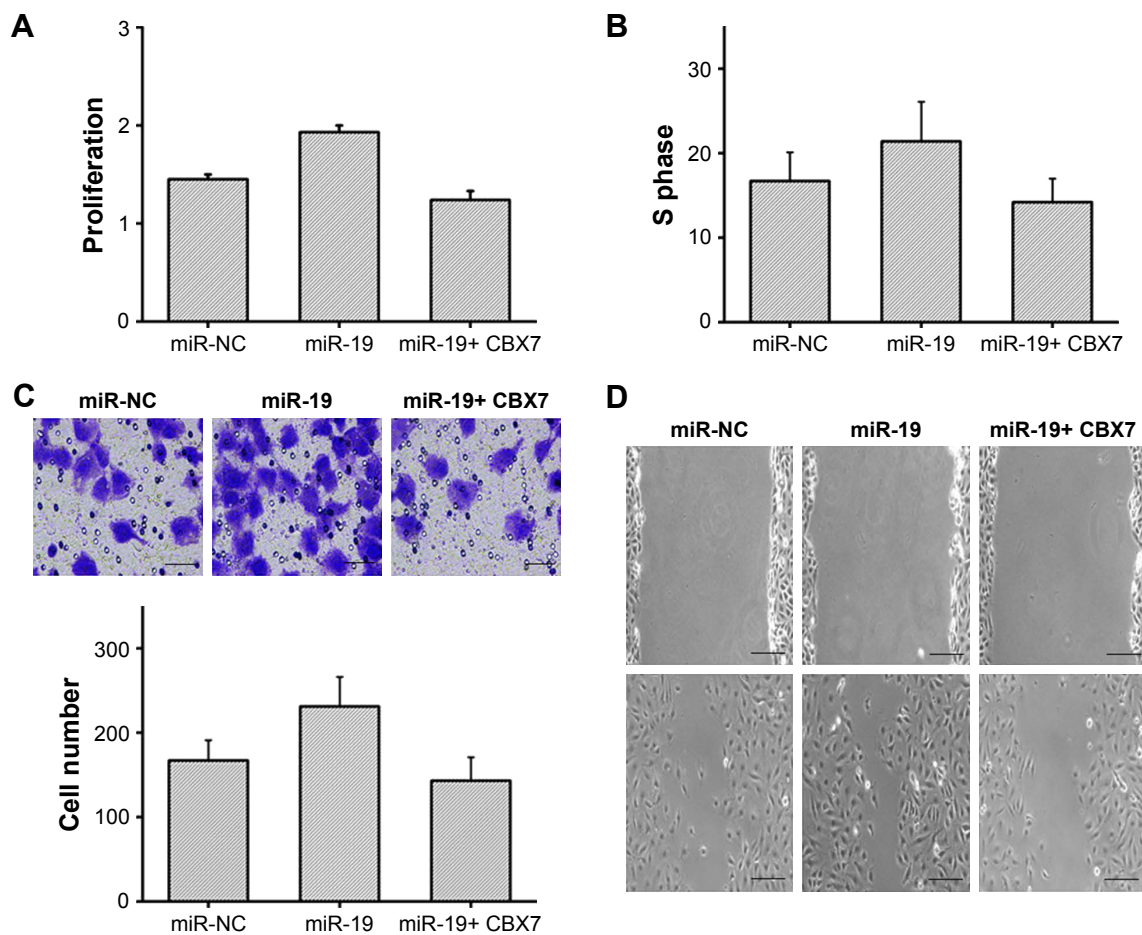 A
3
2
1
0
Proliferation
miR-NC miR-19 miR-19+ CBX7
B
30
20
10
0
S phase
miR-NC miR-19 miR-19+ CBX7
C
miR-NC miR-19 miR-19+ CBX7
300
200
100
0
Cell number
miR-NC miR-19 miR-19+ CBX7
D
miR-NC miR-19 miR-19+ CBX7